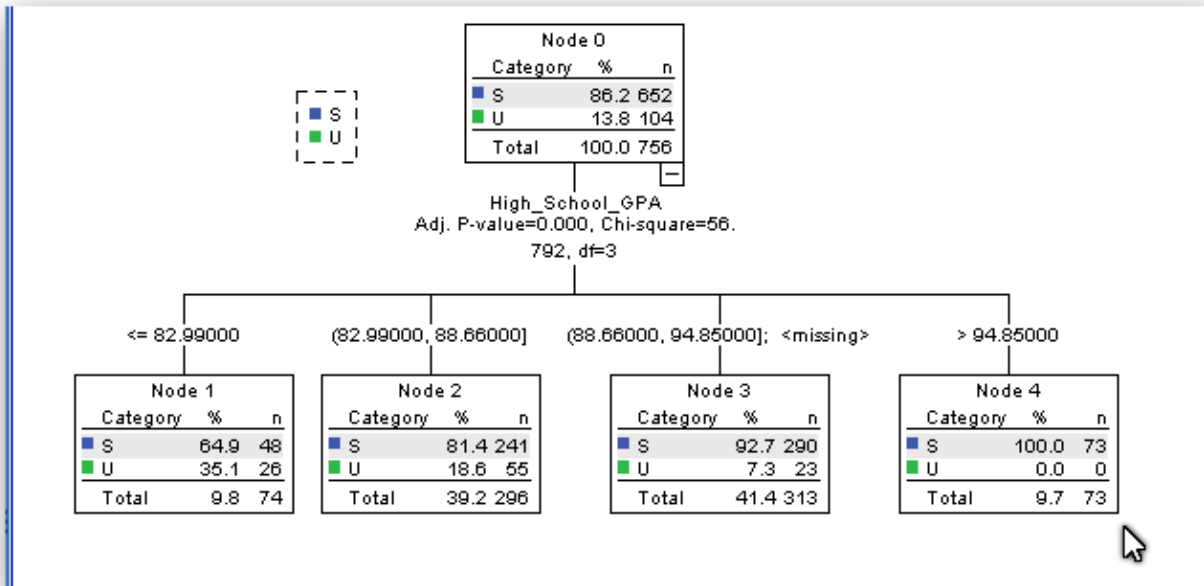 Node 0
Category % n
S 86.2 652
U 13.8 104
Total 100.0 756
S
U
High_School_GPA
Adj. P-value=0.000, Chi-square=56.
792, df=3
<= 82.99000
(82.99000, 88.66000]
(88.66000, 94.85000]; <missing>
> 94.85000
Node 1
Category % n
S 64.9 48
U 35.1 26
Total 9.8 74
Node 2
Category % n
S 81.4 241
U 18.6 55
Total 39.2 296
Node 3
Category % n
S 92.7 290
U 7.3 23
Total 41.4 313
Node 4
Category % n
S 100.0 73
U 0.0 0
Total 9.7 73